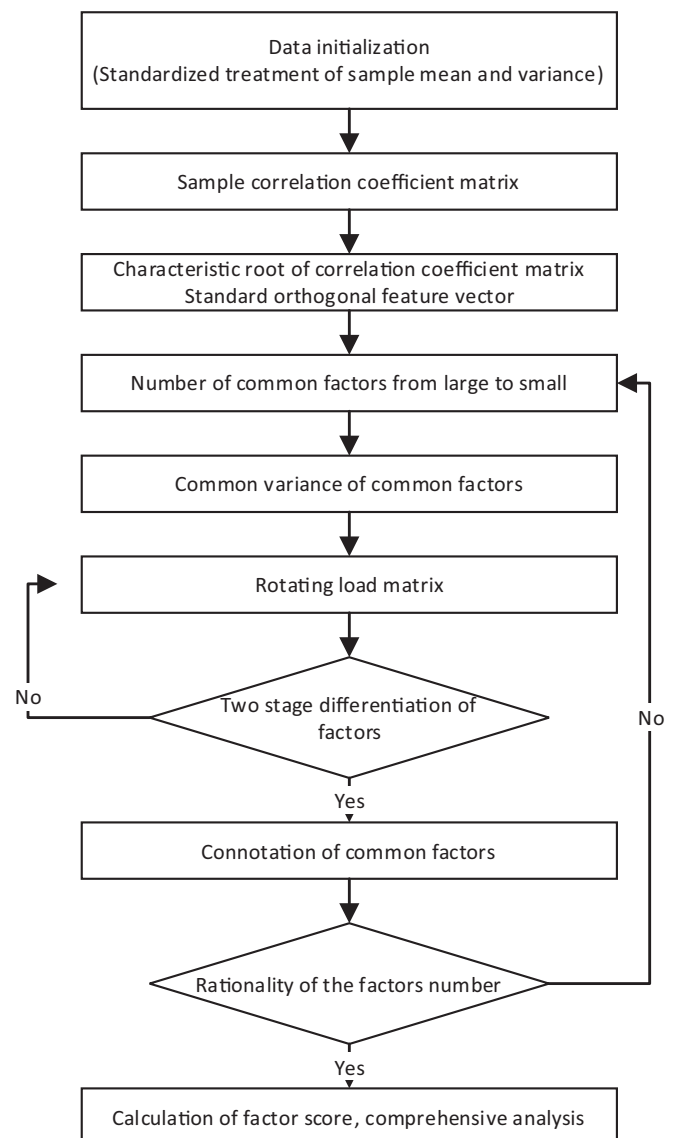 Data initialization
(Standardized treatment of sample mean and variance)
Sample correlation coefficient matrix
Characteristic root of correlation coefficient matrix
Standard orthogonal feature vector
Number of common factors from large to small
Common variance of common factors
Rotating load matrix
Two stage differentiation of
factors
No
No
Yes
Connotation of common factors
Rationality of the factors number
Yes
Calculation of factor score, comprehensive analysis